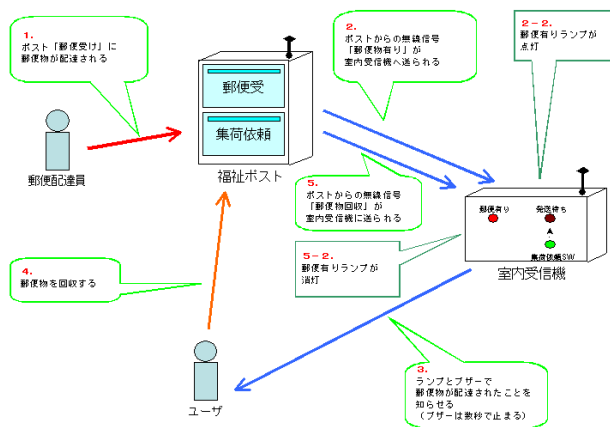 1.
ポスト「郵便受け」に
郵便物が配達される
2.
ポストからの無線信号
「郵便物有り」が
室内受信機へ送られる
2-2.
郵便有りランプが
点灯
郵便受
集荷依頼
福祉ポスト
郵便配達員
5.
ポストからの無線信号
「郵便物回収」が
室内受信機に送られる
郵便有り
発送待ち
集荷依頼SW
室内受信機
4.
郵便物を回収する
5-2.
郵便有りランプが
消灯
ユーザ
3.
ランプとブザーで
郵便物が配達されたことを
知らせる
(ブザーは数秒で止まる)